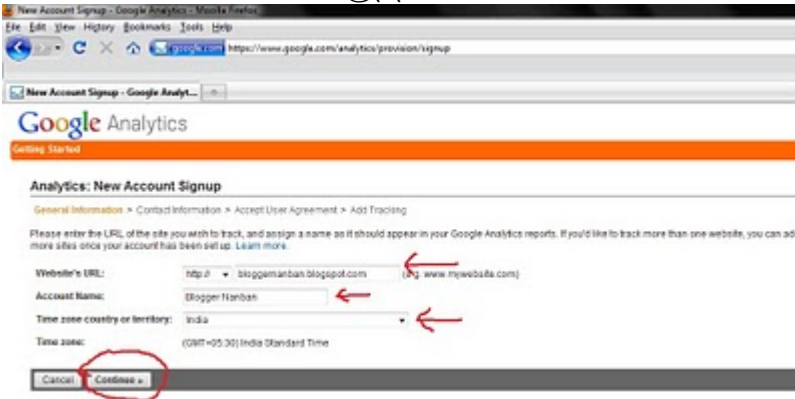 New Account Signup - Google Analytics - Mozilla Firefox
File Edit View History Bookmarks Tools Help
google.com https://www.google.com/analytics/provision/signup
New Account Signup - Google Analyt...
Google Analytics
Getting Started
Analytics: New Account Signup
General Information > Contact Information > Accept User Agreement > Add Tracking
Please enter the URL of the site you wish to track, and assign a name as it should appear in your Google Analytics reports. If you'd like to track more than one website, you can ad
more sites once your account has been set up. Learn more.
Website's URL: http:// bloggernanban.blogspot.com (e.g. www.mywebsite.com)
Account Name: Blogger Nanban
Time zone country or territory: India
Time zone: (GMT+05:30) India Standard Time
Cancel Continue »